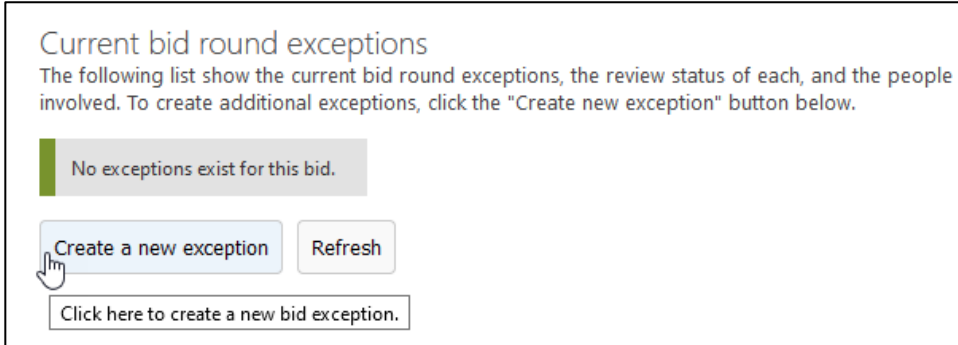 Current bid round exceptions
The following list show the current bid round exceptions, the review status of each, and the people
involved. To create additional exceptions, click the "Create new exception" button below.
No exceptions exist for this bid.
Create a new exception
Refresh
Click here to create a new bid exception.